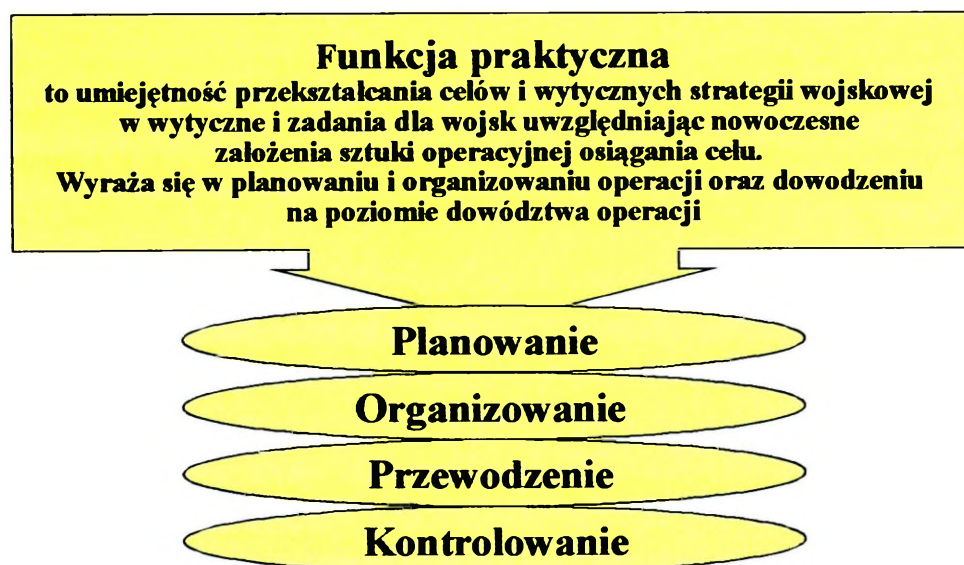 Funkcja praktyczna
to umiejętność przekształcania celów i wytycznych strategii wojskowej
w wytyczne i zadania dla wojsk uwzględniając nowoczesne
założenia sztuki operacyjnej osiągania celu.
Wyraża się w planowaniu i organizowaniu operacji oraz dowodzeniu
na poziomie dowództwa operacji
Planowanie
Organizowanie
Przewodzenie
Kontrolowanie